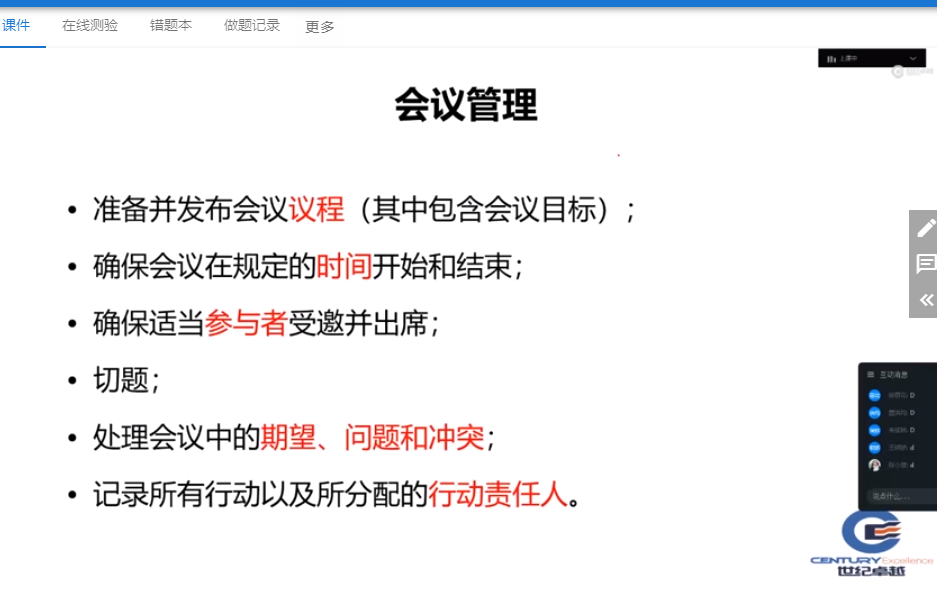 课件 在线测验 错题本 做题记录 更多
上课中
会议管理
• 准备并发布会议议程（其中包含会议目标）；
• 确保会议在规定的时间开始和结束；
• 确保适当参与者受邀并出席；
• 切题；
• 处理会议中的期望、问题和冲突；
• 记录所有行动以及所分配的行动责任人。
互动消息
D
D
D
d
d
说点什么...
CENTURY Excellence
世纪卓越